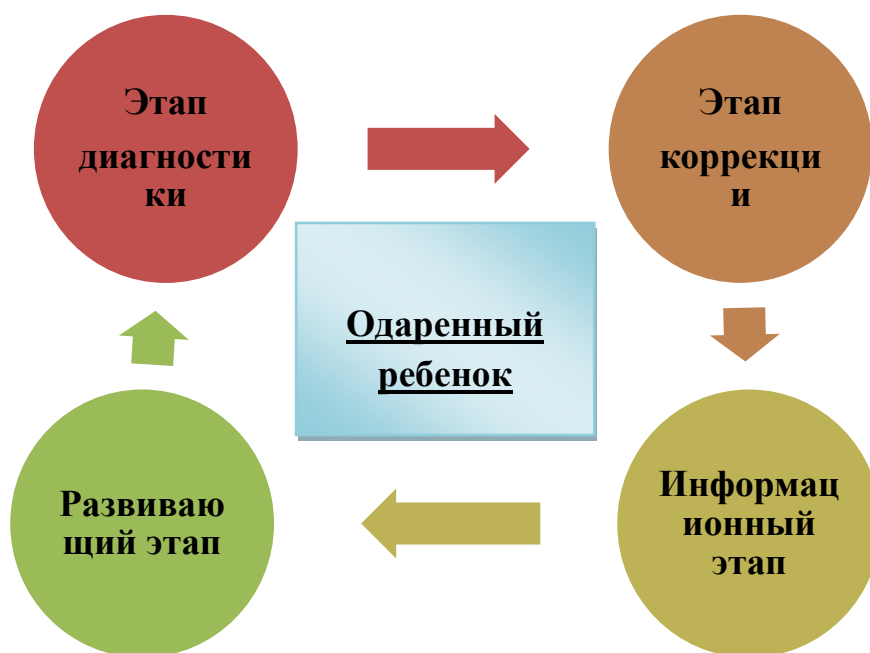 Этап
диагности
ки
Этап
коррекци
и
Одаренный
ребенок
Развиваю
щий этап
Информац
ионный
этап